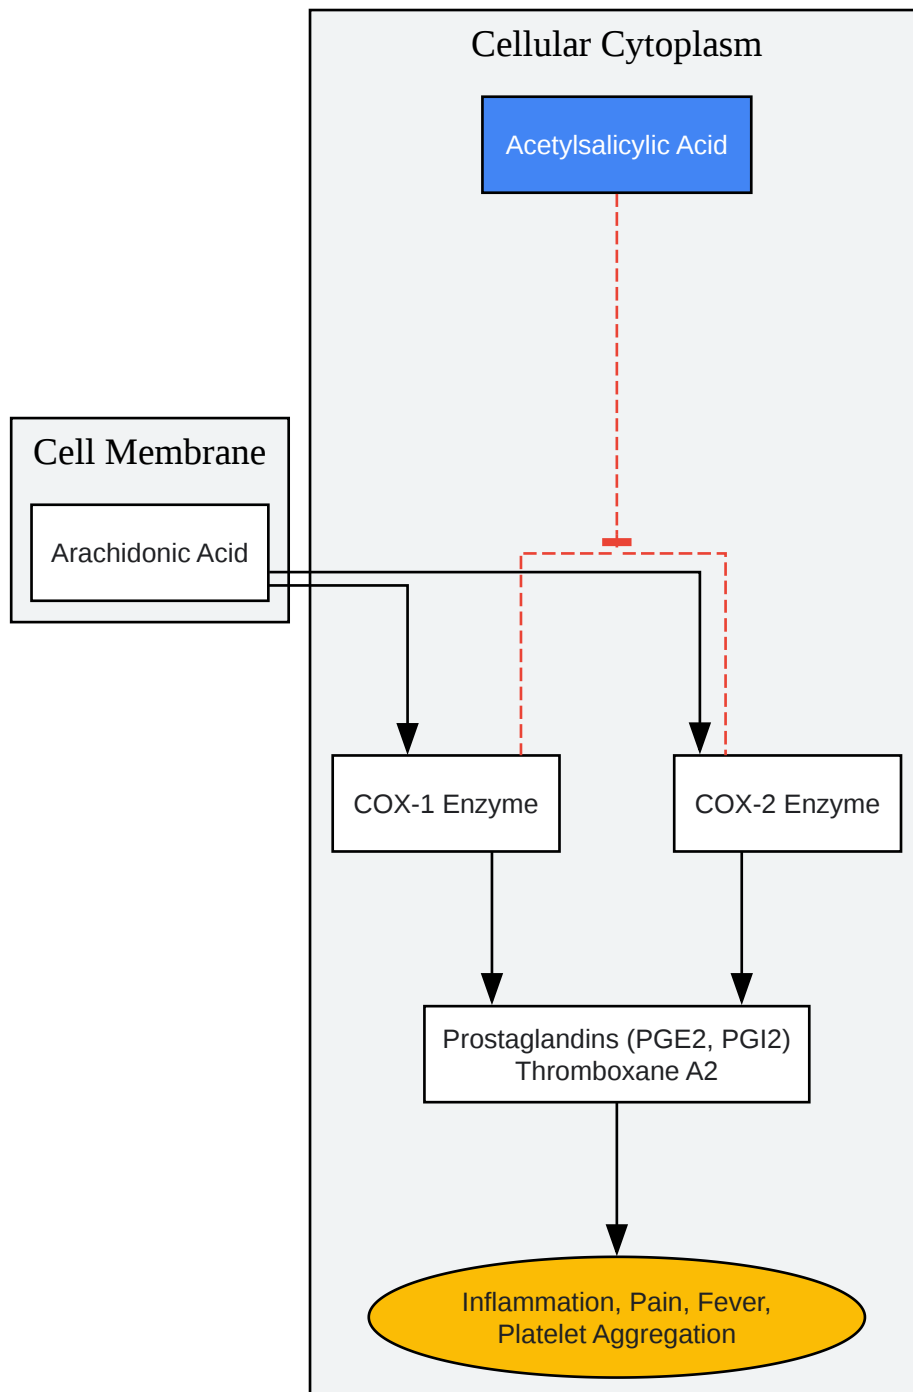 Cellular Cytoplasm
Acetylsalicylic Acid
Cell Membrane
Arachidonic Acid
COX-1 Enzyme
COX-2 Enzyme
Prostaglandins (PGE2, PGI2)
Thromboxane A2
Inflammation, Pain, Fever,
Platelet Aggregation